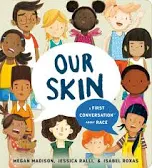 OUR
SKIN
A
FIRST
CONVERSATION
ABOUT
RACE
MEGAN MADISON, JESSICA RALLI, & ISABEL ROXAS